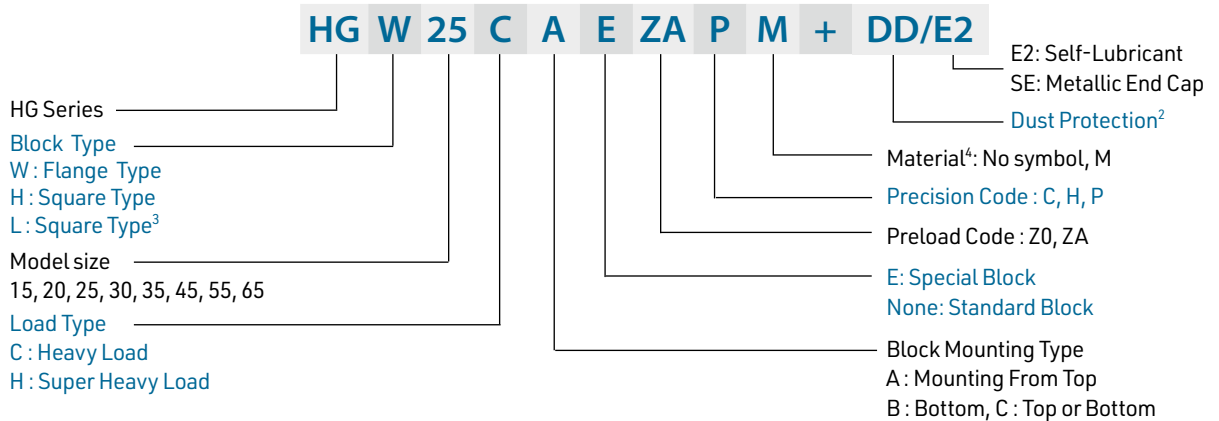 HG W 25 C A E ZA P M + DD/E2
HG Series
Block Type
W : Flange Type
H : Square Type
L : Square Type³
Model size
15, 20, 25, 30, 35, 45, 55, 65
Load Type
C : Heavy Load
H : Super Heavy Load
E2: Self-Lubricant
SE: Metallic End Cap
Dust Protection²
Material⁴: No symbol, M
Precision Code : C, H, P
Preload Code : Z0, ZA
E: Special Block
None: Standard Block
Block Mounting Type
A : Mounting From Top
B : Bottom, C : Top or Bottom